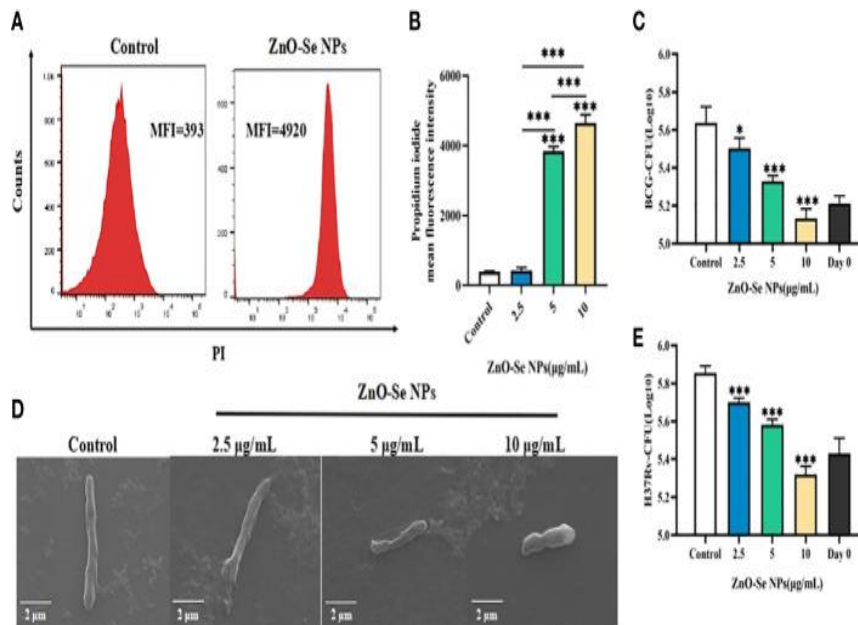 A
Control
ZnO-Se NPs
MFI=393
MFI=4920
Counts
PI
B
Propidium iodide
mean fluorescence intensity
6000
4000
2000
0
***
***
***
***
***
Control
2.5
5
10
ZnO-Se NPs(µg/mL)
C
BCG-CFU(Log10)
6.0
5.8
5.6
5.4
5.2
5.0
*
***
***
Control
2.5
5
10
Day 0
ZnO-Se NPs(µg/mL)
D
ZnO-Se NPs
Control
2.5 µg/mL
5 µg/mL
10 µg/mL
2 µm
2 µm
2 µm
2 µm
E
H37Rv-CFU(Log10)
6.0
5.8
5.6
5.4
5.2
5.0
***
***
***
Control
2.5
5
10
Day 0
ZnO-Se NPs(µg/mL)